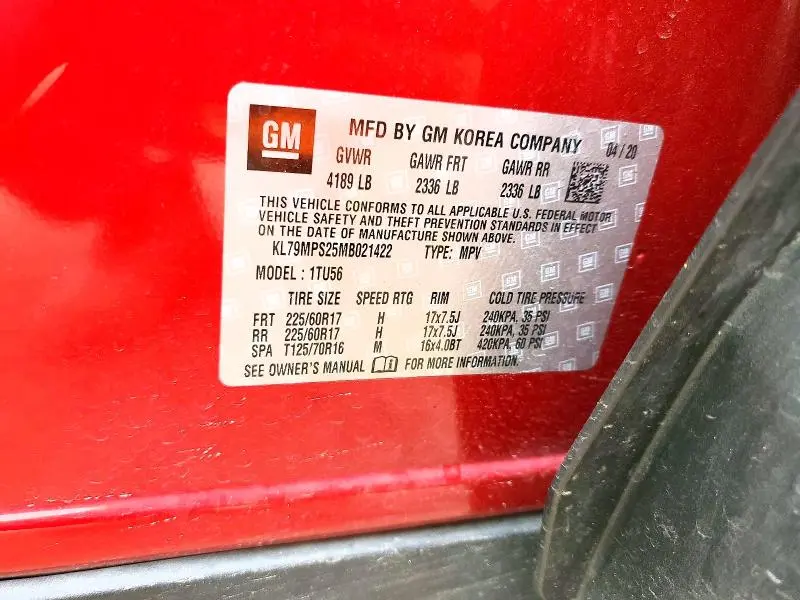 GM MFD BY GM KOREA COMPANY 04 / 20
GVWR GAWR FRT GAWR RR
4189 LB 2336 LB 2336 LB
THIS VEHICLE CONFORMS TO ALL APPLICABLE U.S. FEDERAL MOTOR
VEHICLE SAFETY AND THEFT PREVENTION STANDARDS IN EFFECT
ON THE DATE OF MANUFACTURE SHOWN ABOVE.
KL79MPS25MB021422 TYPE: MPV
MODEL : 1TU56
TIRE SIZE SPEED RTG RIM COLD TIRE PRESSURE
FRT 225/60R17 H 17x7.5J 240KPA, 35 PSI
RR 225/60R17 H 17x7.5J 240KPA, 35 PSI
SPA T125/70R16 M 16x4.0BT 420KPA, 60 PSI
SEE OWNER'S MANUAL FOR MORE INFORMATION.